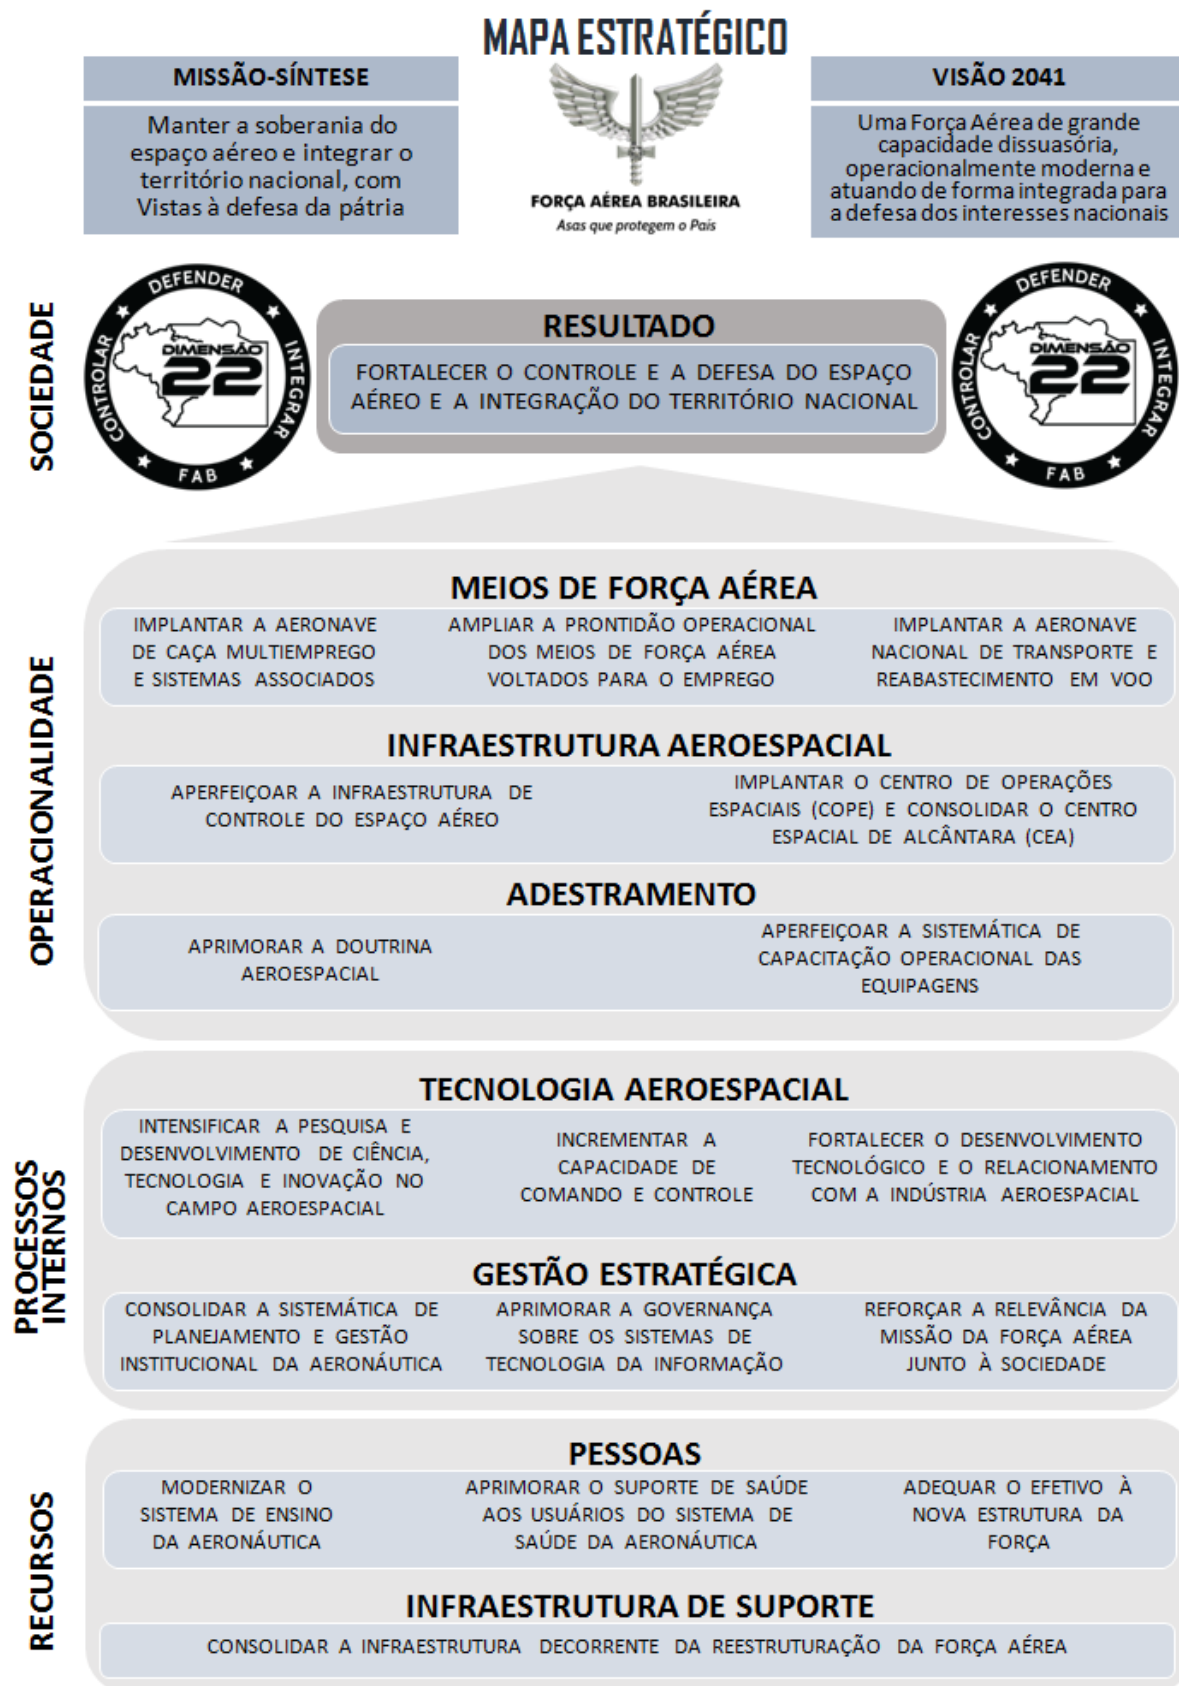 MAPA ESTRATÉGICO
MISSÃO-SÍNTESE
Manter a soberania do
espaço aéreo e integrar o
território nacional, com
Vistas à defesa da pátria
FORÇA AÉREA BRASILEIRA
Asas que protegem o País
VISÃO 2041
Uma Força Aérea de grande
capacidade dissuasória,
operacionalmente moderna e
atuando de forma integrada para
a defesa dos interesses nacionais
SOCIEDADE
CONTROLAR ★ DEFENDER ★ INTEGRAR ★ FAB ★
DIMENSÃO
22
RESULTADO
FORTALECER O CONTROLE E A DEFESA DO ESPAÇO
AÉREO E A INTEGRAÇÃO DO TERRITÓRIO NACIONAL
CONTROLAR ★ DEFENDER ★ INTEGRAR ★ FAB ★
DIMENSÃO
22
OPERACIONALIDADE
MEIOS DE FORÇA AÉREA
IMPLANTAR A AERONAVE
DE CAÇA MULTIEMPREGO
E SISTEMAS ASSOCIADOS
AMPLIAR A PRONTIDÃO OPERACIONAL
DOS MEIOS DE FORÇA AÉREA
VOLTADOS PARA O EMPREGO
IMPLANTAR A AERONAVE
NACIONAL DE TRANSPORTE E
REABASTECIMENTO EM VOO
INFRAESTRUTURA AEROESPACIAL
APERFEIÇOAR A INFRAESTRUTURA DE
CONTROLE DO ESPAÇO AÉREO
IMPLANTAR O CENTRO DE OPERAÇÕES
ESPACIAIS (COPE) E CONSOLIDAR O CENTRO
ESPACIAL DE ALCÂNTARA (CEA)
ADESTRAMENTO
APRIMORAR A DOUTRINA
AEROESPACIAL
APERFEIÇOAR A SISTEMÁTICA DE
CAPACITAÇÃO OPERACIONAL DAS
EQUIPAGENS
PROCESSOS
INTERNOS
TECNOLOGIA AEROESPACIAL
INTENSIFICAR A PESQUISA E
DESENVOLVIMENTO DE CIÊNCIA,
TECNOLOGIA E INOVAÇÃO NO
CAMPO AEROESPACIAL
INCREMENTAR A
CAPACIDADE DE
COMANDO E CONTROLE
FORTALECER O DESENVOLVIMENTO
TECNOLÓGICO E O RELACIONAMENTO
COM A INDÚSTRIA AEROESPACIAL
GESTÃO ESTRATÉGICA
CONSOLIDAR A SISTEMÁTICA DE
PLANEJAMENTO E GESTÃO
INSTITUCIONAL DA AERONÁUTICA
APRIMORAR A GOVERNANÇA
SOBRE OS SISTEMAS DE
TECNOLOGIA DA INFORMAÇÃO
REFORÇAR A RELEVÂNCIA DA
MISSÃO DA FORÇA AÉREA
JUNTO À SOCIEDADE
RECURSOS
PESSOAS
MODERNIZAR O
SISTEMA DE ENSINO
DA AERONÁUTICA
APRIMORAR O SUPORTE DE SAÚDE
AOS USUÁRIOS DO SISTEMA DE
SAÚDE DA AERONÁUTICA
ADEQUAR O EFETIVO À
NOVA ESTRUTURA DA
FORÇA
INFRAESTRUTURA DE SUPORTE
CONSOLIDAR A INFRAESTRUTURA DECORRENTE DA REESTRUTURAÇÃO DA FORÇA AÉREA